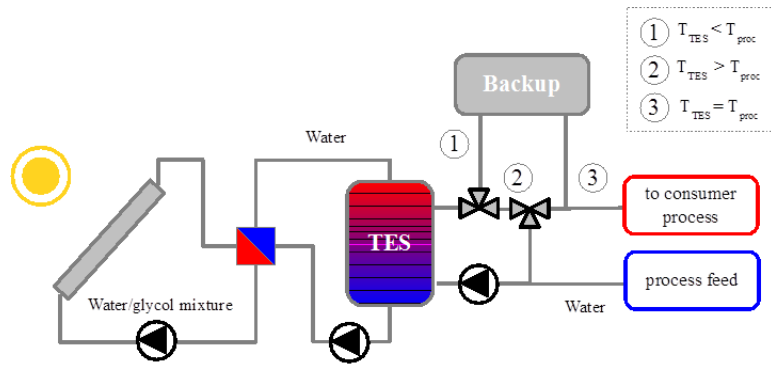 1 T_TES < T_proc
2 T_TES > T_proc
3 T_TES = T_proc
Backup
Water
1
2
3
to consumer
process
TES
Water/glycol mixture
process feed
Water